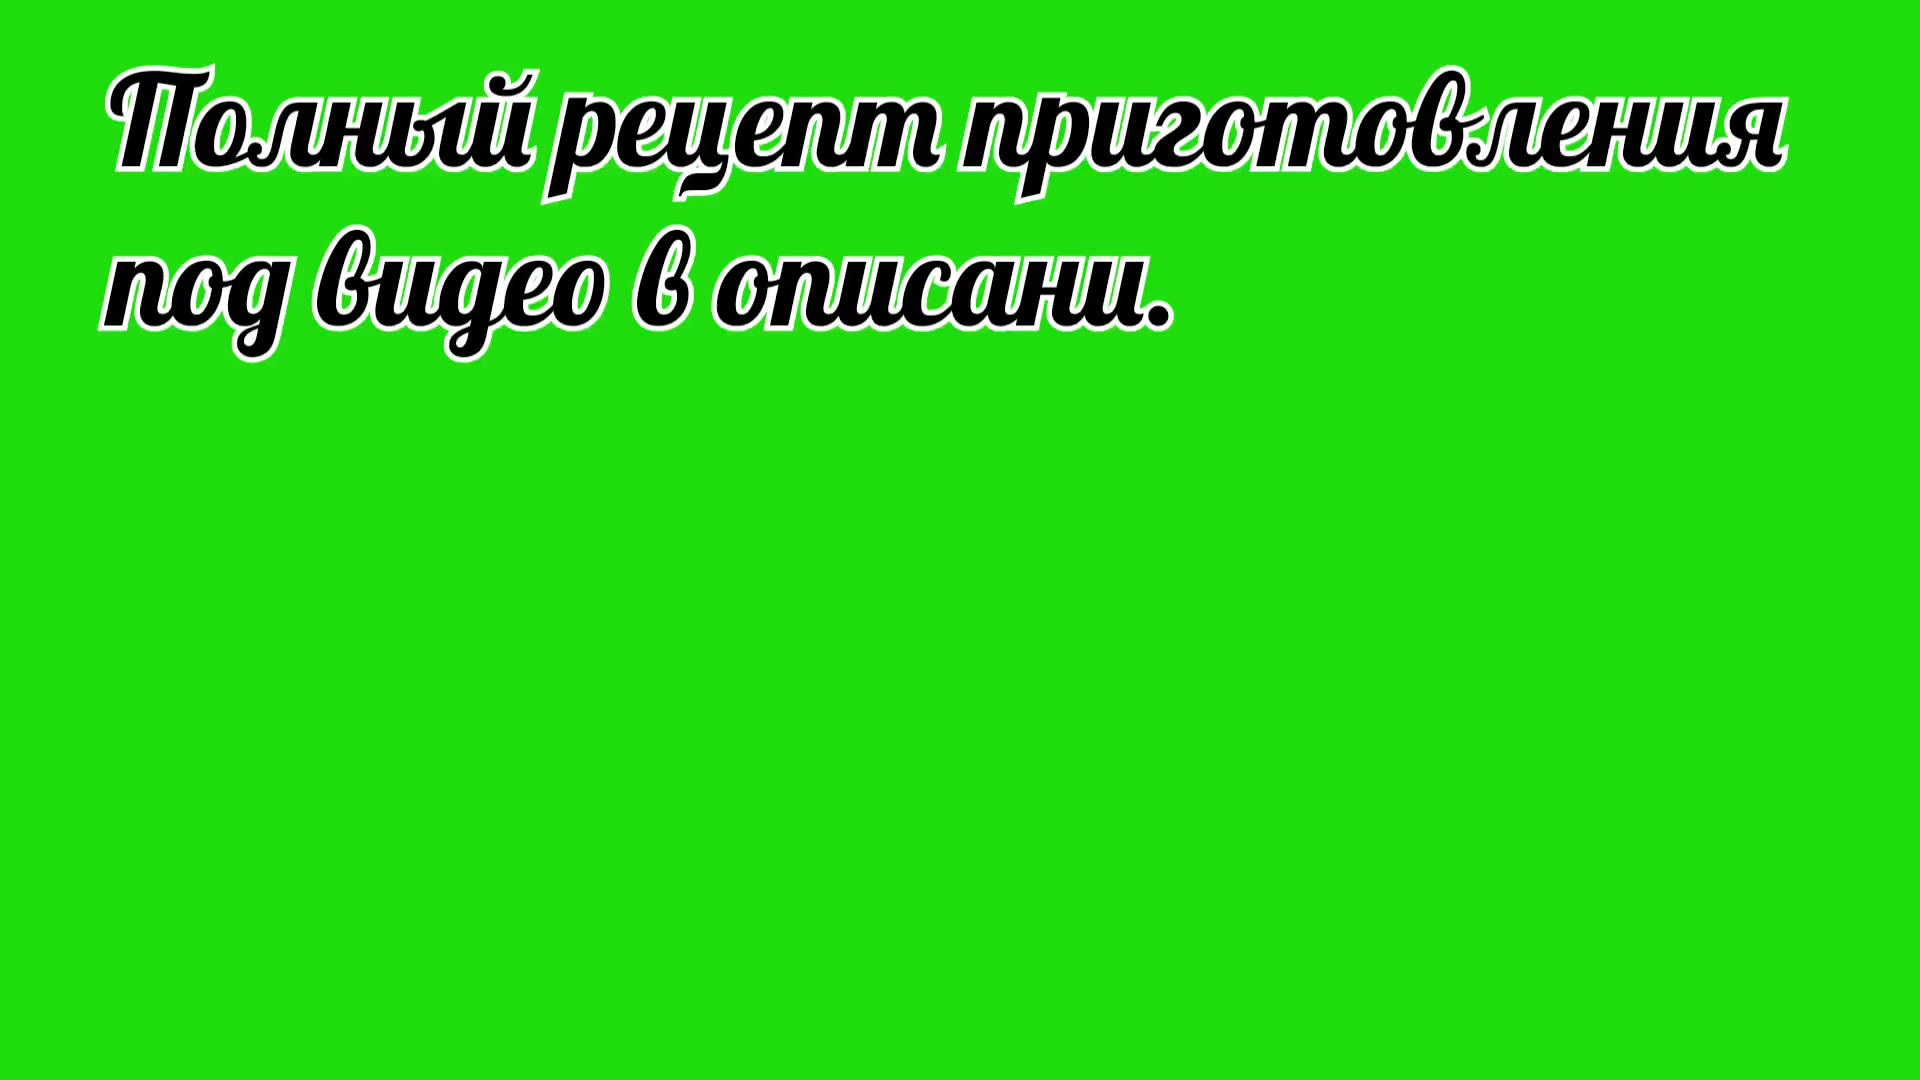 Полный рецепт приготовления
под видео в описани.